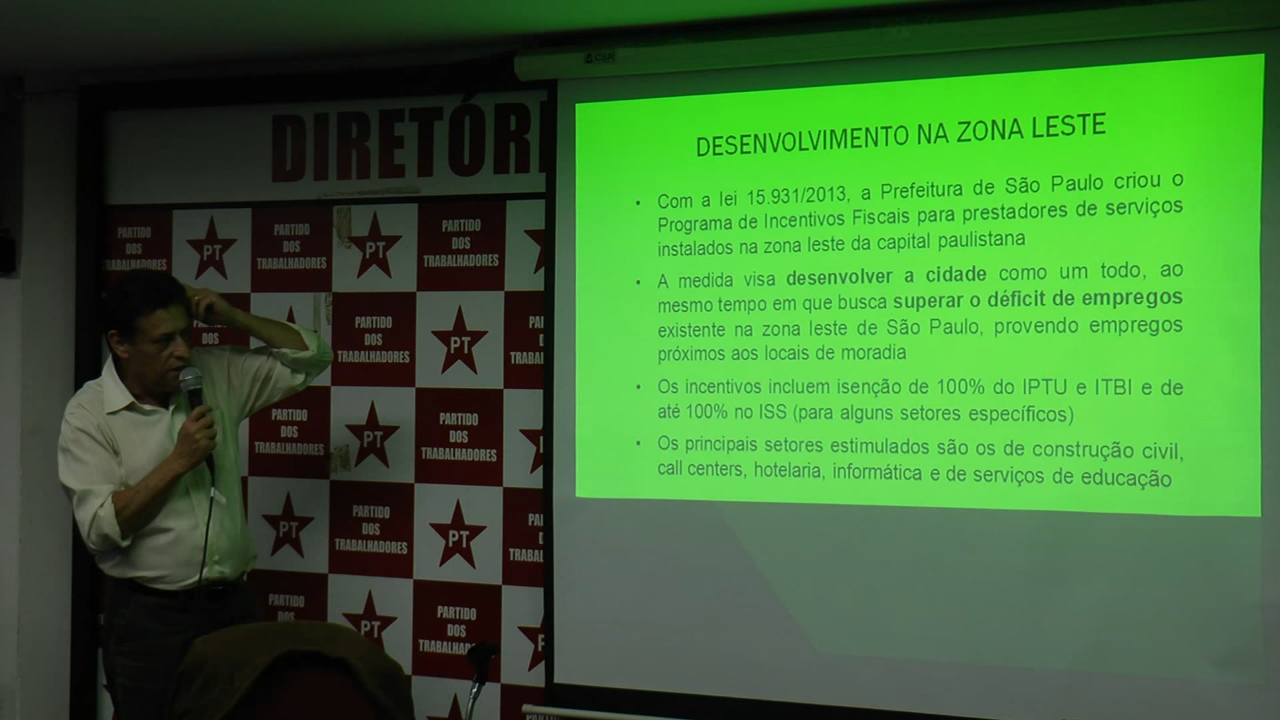 DIRETÓRI
PARTIDO
DOS
TRABALHADORES
PT
PARTIDO
DOS
TRABALHADORES
PT
PARTIDO
DOS
TRABALHADORES
DOS
PARTIDO
DOS
TRABALHADORES
PT
PARTIDO
DOS
TRABALHADORES
PT
PARTIDO
DOS
TRABALHADORES
PT
PARTIDO
DOS
TRABALHADORES
PT
PARTIDO
DOS
PT
PARTIDO
DOS
DESENVOLVIMENTO NA ZONA LESTE
• Com a lei 15.931/2013, a Prefeitura de São Paulo criou o
Programa de Incentivos Fiscais para prestadores de serviços
instalados na zona leste da capital paulistana
• A medida visa desenvolver a cidade como um todo, ao
mesmo tempo em que busca superar o déficit de empregos
existente na zona leste de São Paulo, provendo empregos
próximos aos locais de moradia
• Os incentivos incluem isenção de 100% do IPTU e ITBI e de
até 100% no ISS (para alguns setores específicos)
• Os principais setores estimulados são os de construção civil,
call centers, hotelaria, informática e de serviços de educação